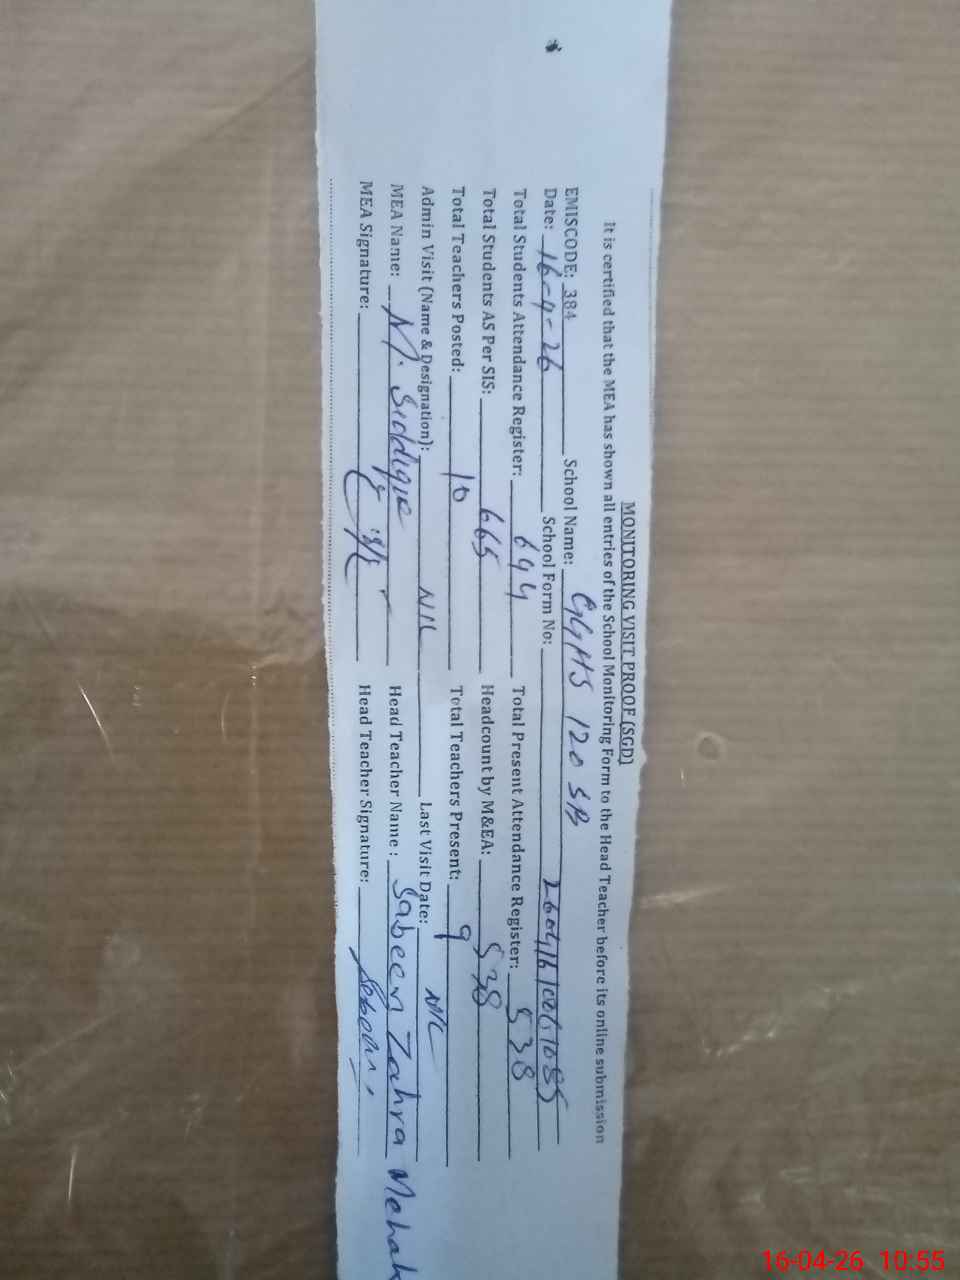 MONITORING VISIT PROOF (SGD)
It is certified that the MEA has shown all entries of the School Monitoring Form to the Head Teacher before its online submission
EMISCODE: 384 School Name: GGHS 120 SB
Date: 16-4-26 School Form No:
Total Students Attendance Register: 644 Total Present Attendance Register: 538
Total Students AS Per SIS: 665 Headcount by M&EA: 538
Total Teachers Posted: 10 Total Teachers Present: 9
Admin Visit (Name & Designation): NIL Last Visit Date: NIL
MEA Name: M. Siddique Head Teacher Name: Sabeen Zahra Mehak
MEA Signature: Head Teacher Signature: Sabeen
16-04-26 10:55